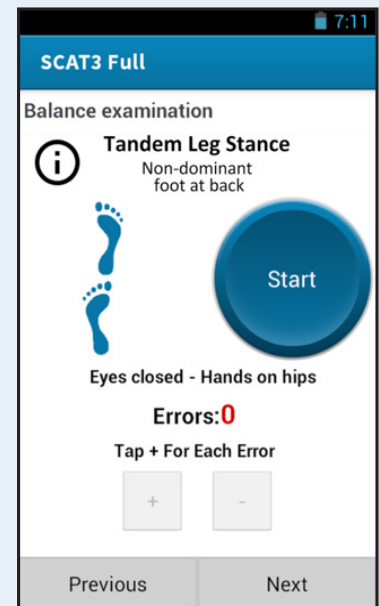 7:11
SCAT3 Full
Balance examination
Tandem Leg Stance
Non-dominant
foot at back
Start
Eyes closed - Hands on hips
Errors:0
Tap + For Each Error
+ -
Previous Next